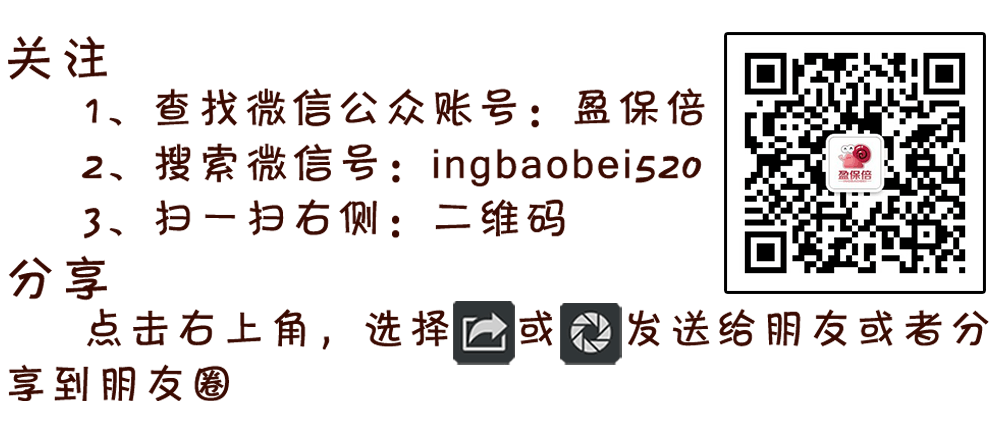 关注
1、查找微信公众账号：盈保倍
2、搜索微信号：ingbaobei520
3、扫一扫右侧：二维码
盈保倍
分享
点击右上角，选择或发送给朋友或者分
享到朋友圈